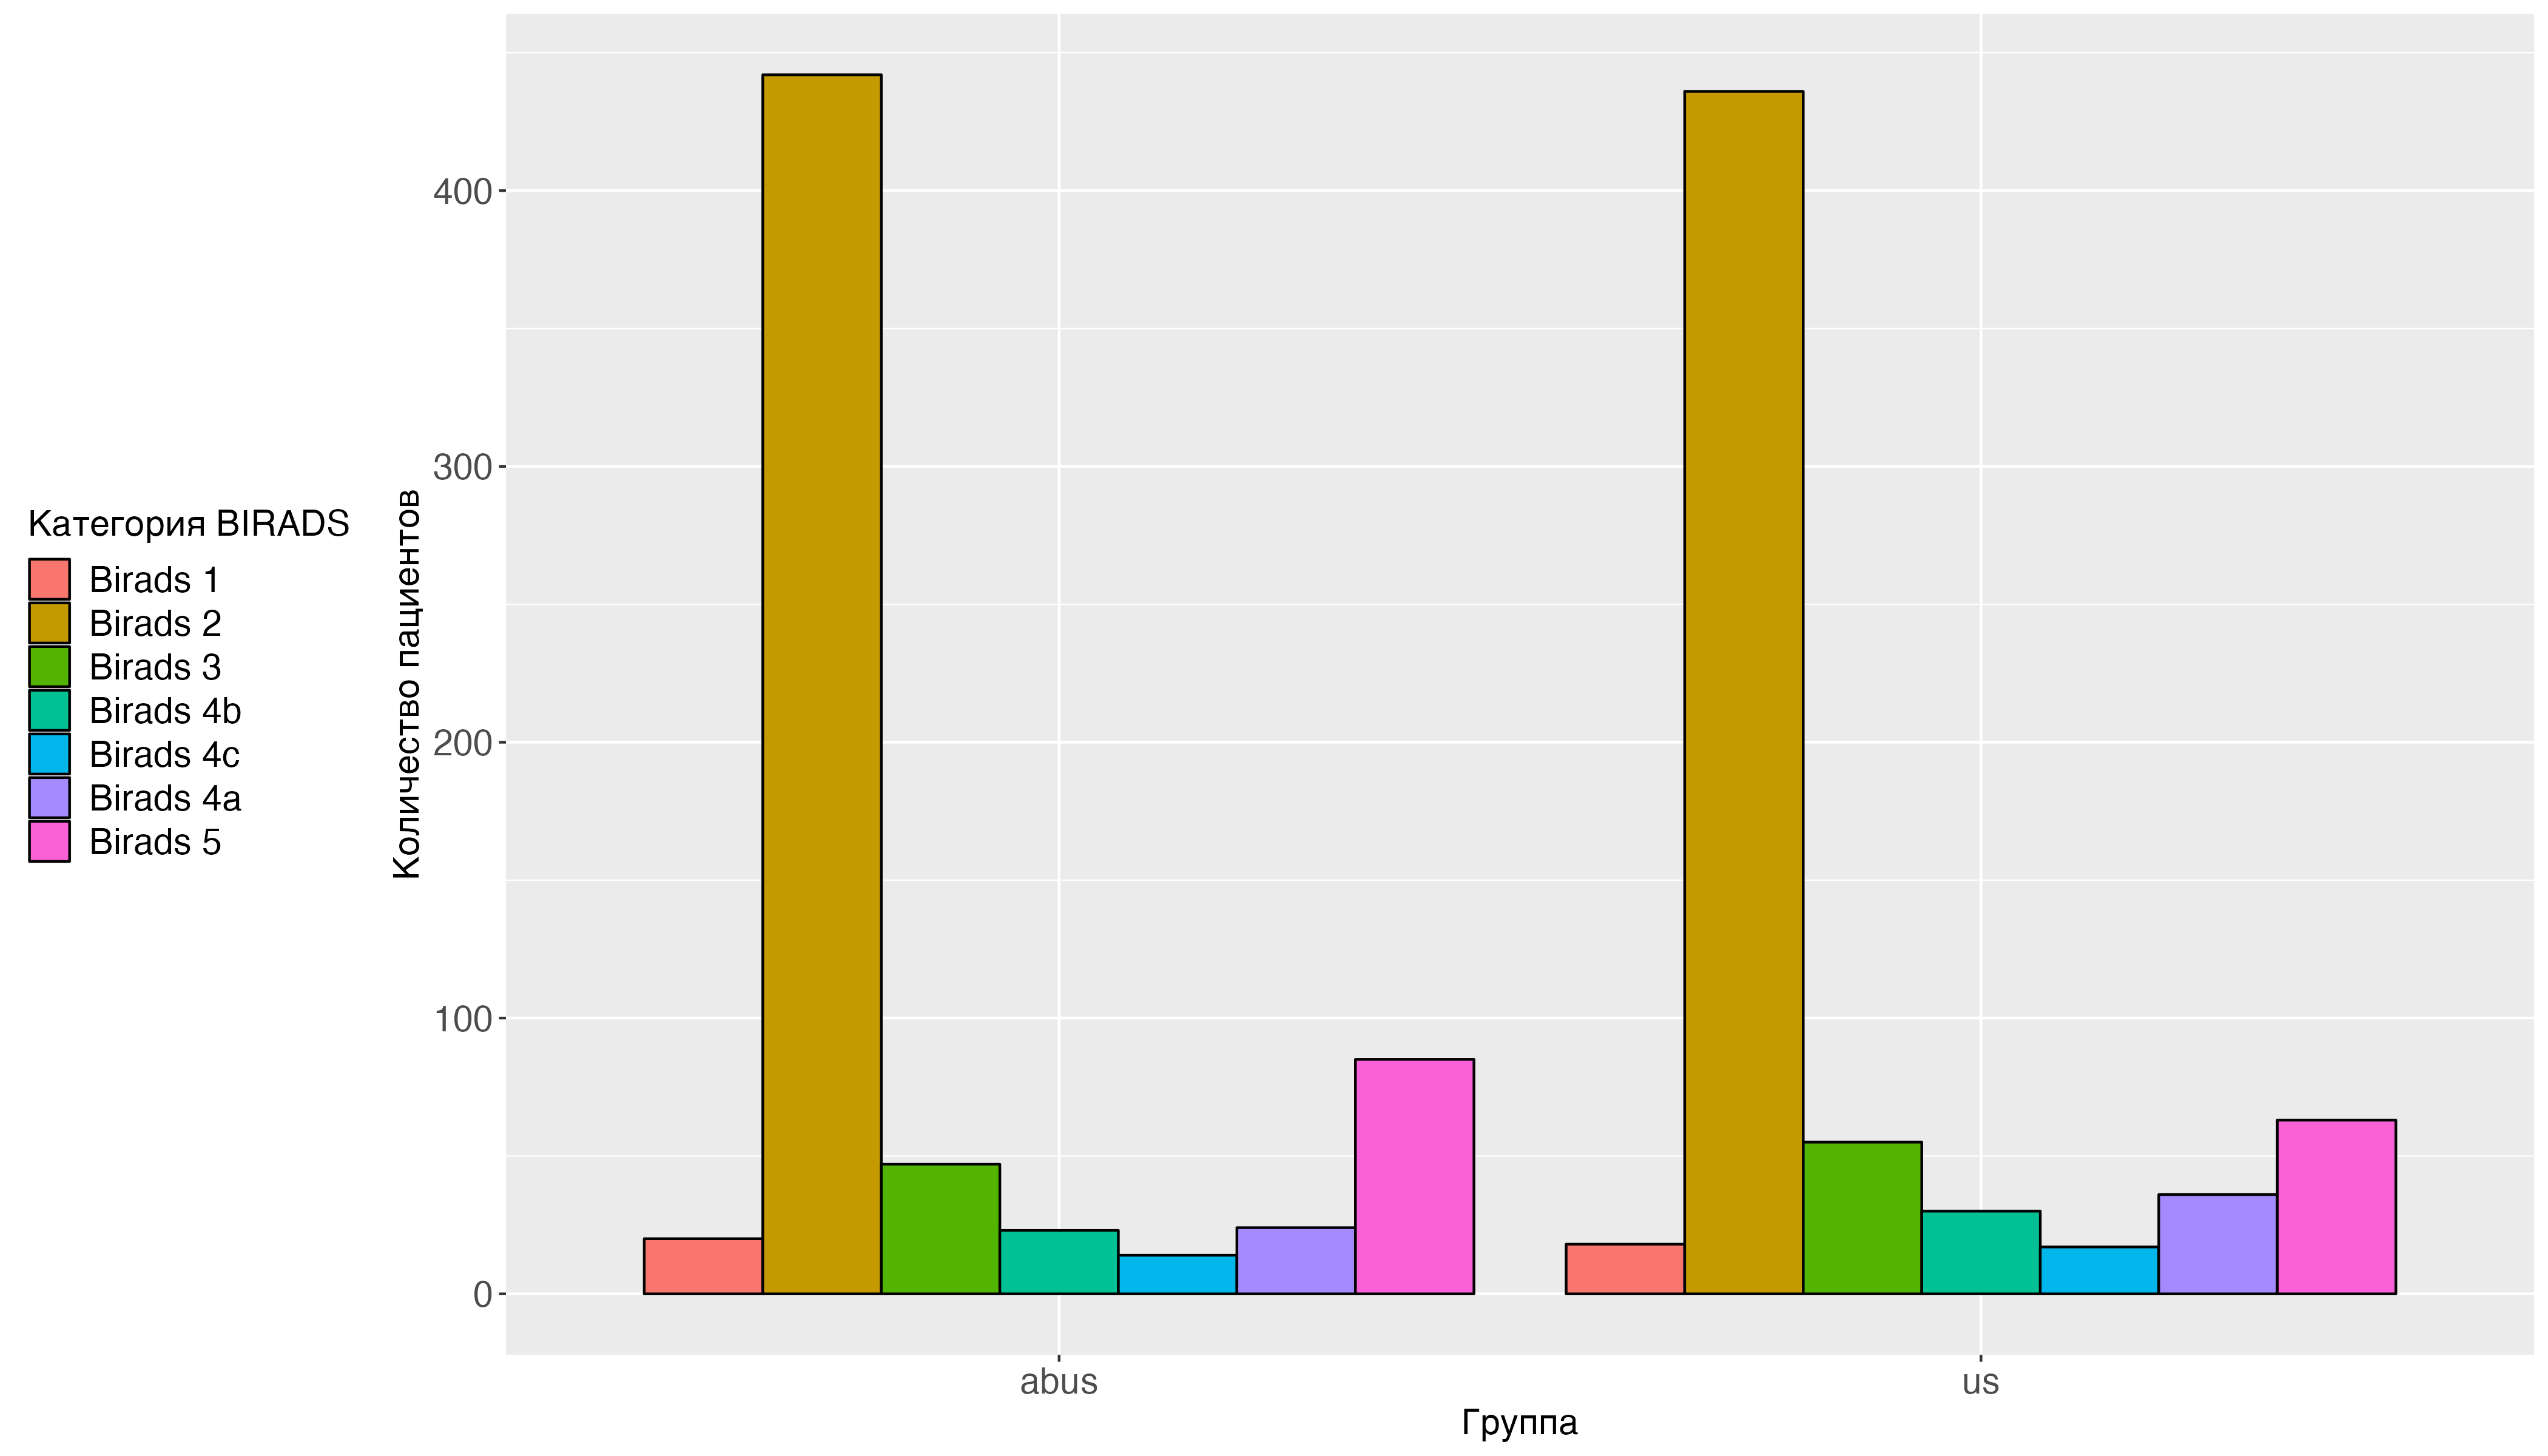 Категория BIRADS
Birads 1
Birads 2
Birads 3
Birads 4b
Birads 4c
Birads 4a
Birads 5
Количество пациентов
400
300
200
100
0
abus
us
Группа